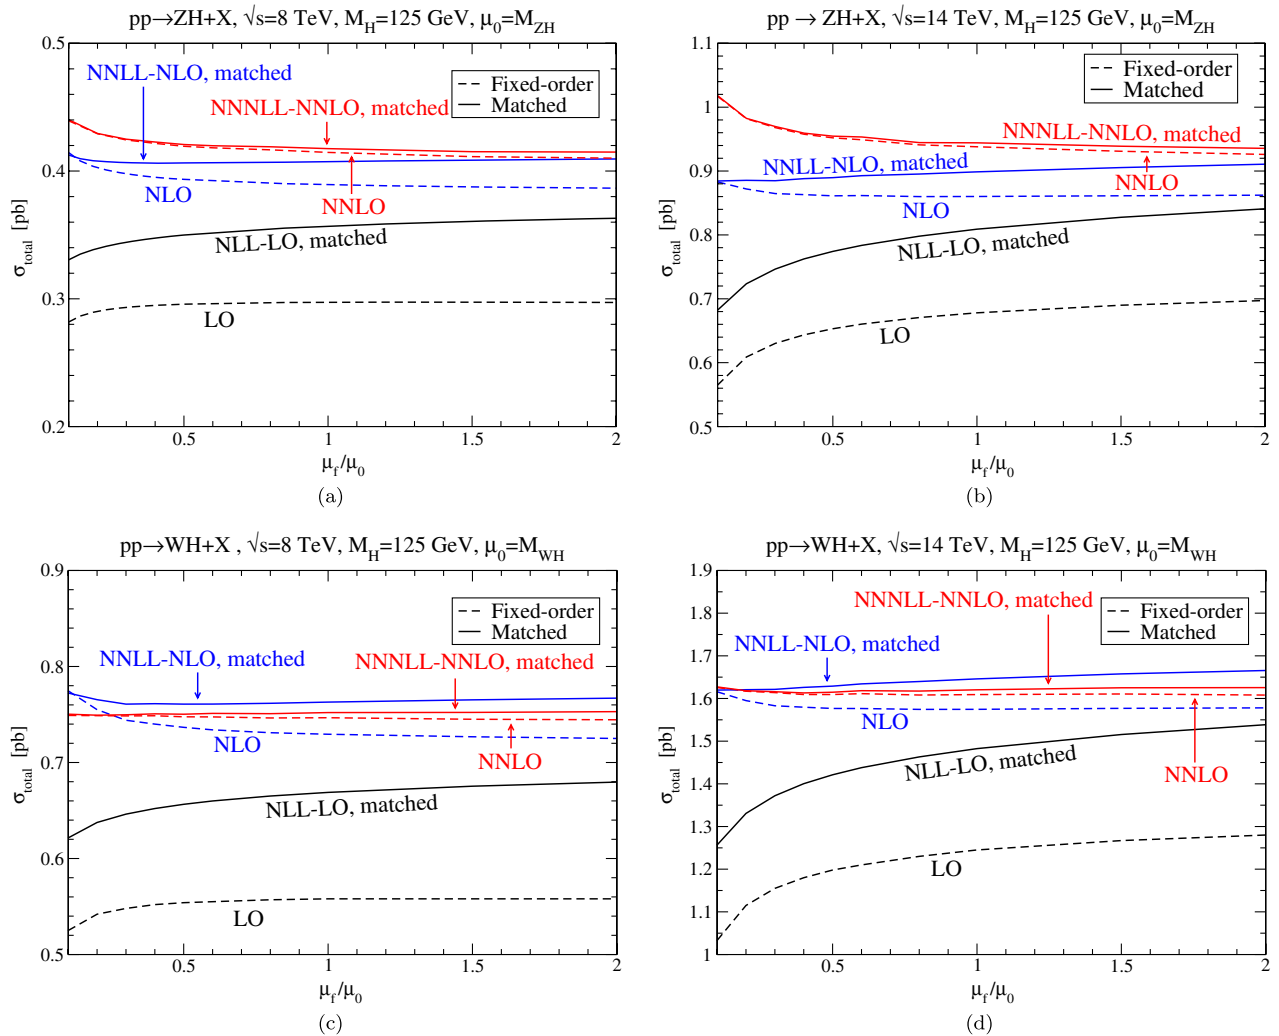 pp→ZH+X, √s=8 TeV, M_H=125 GeV, μ_0=M_ZH
0.5
0.4
0.3
0.2
σ_total [pb]
NNLL-NLO, matched
NNNLL-NNLO, matched
Fixed-order
Matched
NLO
NNLO
NLL-LO, matched
LO
0.5
1
1.5
2
μ_f/μ_0
(a)
pp → ZH+X, √s=14 TeV, M_H=125 GeV, μ_0=M_ZH
1.1
1
0.9
0.8
0.7
0.6
0.5
σ_total [pb]
Fixed-order
Matched
NNNLL-NNLO, matched
NNLL-NLO, matched
NNLO
NLO
NLL-LO, matched
LO
0.5
1
1.5
2
μ_f/μ_0
(b)
pp→WH+X , √s=8 TeV, M_H=125 GeV, μ_0=M_WH
0.9
0.8
0.7
0.6
0.5
σ_total [pb]
Fixed-order
Matched
NNLL-NLO, matched
NNNLL-NNLO, matched
NLO
NNLO
NLL-LO, matched
LO
0.5
1
1.5
2
μ_f/μ_0
(c)
pp→WH+X, √s=14 TeV, M_H=125 GeV, μ_0=M_WH
1.9
1.8
1.7
1.6
1.5
1.4
1.3
1.2
1.1
1
σ_total [pb]
NNNLL-NNLO, matched
Fixed-order
Matched
NNLL-NLO, matched
NLO
NLL-LO, matched
NNLO
LO
0.5
1
1.5
2
μ_f/μ_0
(d)